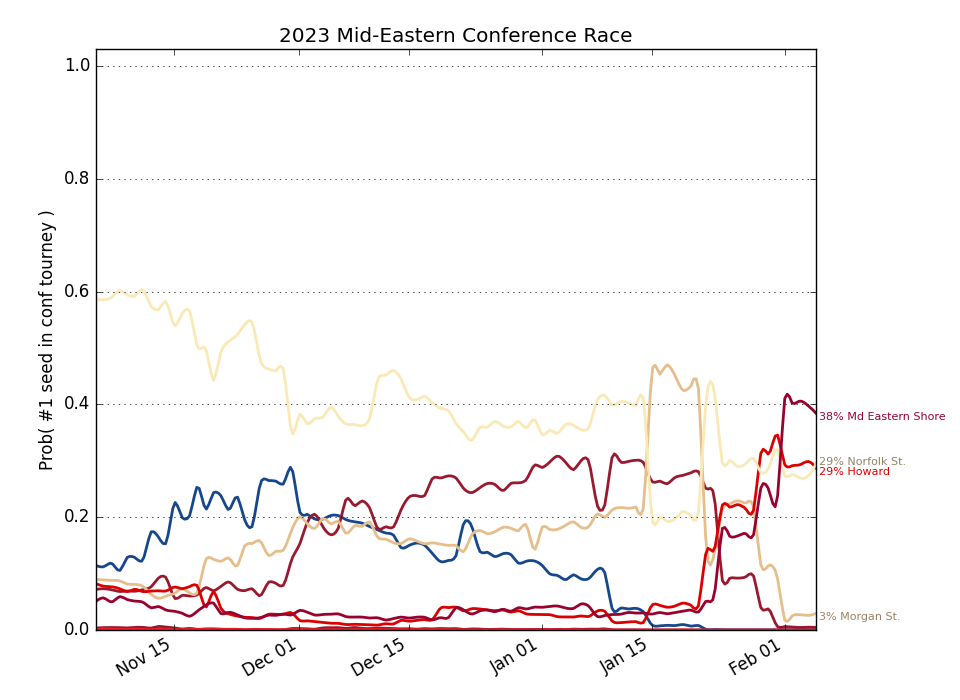 2023 Mid-Eastern Conference Race
Prob( #1 seed in conf tourney )
1.0
0.8
0.6
0.4
0.2
0.0
38% Md Eastern Shore
29% Norfolk St.
29% Howard
3% Morgan St.
Nov 15
Dec 01
Dec 15
Jan 01
Jan 15
Feb 01